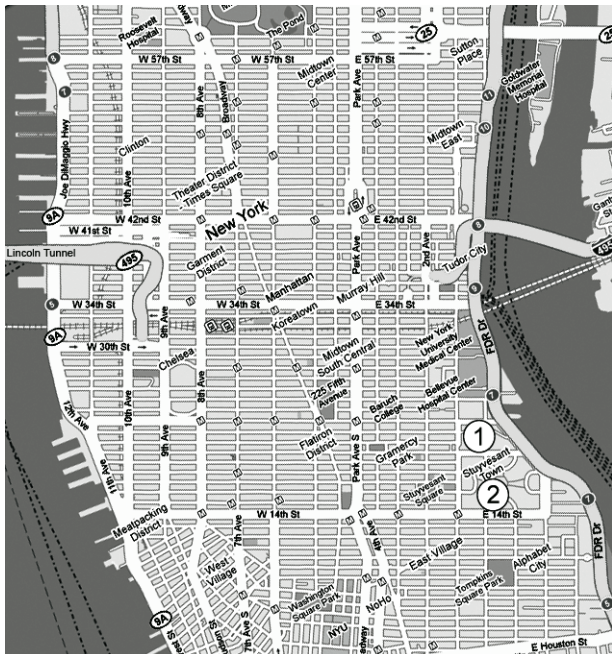 Roosevelt
Hospital
The Pond
25
25
W 57th St
Midtown
Center
E 57th St
Sutton
Place
Goldwater
Memorial
Hospital
Park Ave
8th Ave
Broadway
Joe DiMaggio Hwy
Clinton
10th Ave
Midtown
East
11
10
Theater District
- Times Square
9A
W 42nd St
New York
E 42nd St
8
W 41st St
Lincoln Tunnel
495
Garment
District
Park Ave
2nd Ave
Tudor City
Manhattan
Murray Hill
W 34th St
W 34th St
E 34th St
9th Ave
Koreatown
9A
W 30th St
Chelsea
Midtown
South Central
New York
University
Medical Center
FDR Dr
8th Ave
225 Fifth
Avenue
Baruch
College
Bellevue
Hospital Center
7
12th Ave
10th Ave
9th Ave
Flatiron
District
Park Ave S
Gramercy
Park
1
Stuyvesant
Town
11th Ave
Stuyvesant
Square
2
Meatpacking
District
W 14th St
7th Ave
4th Ave
E 14th St
FDR Dr
West
Village
East Village
Alphabet
City
Washington
Square Park
NoHo
Tompkins
Square Park
9A
7th Ave S
NYU
E Houston St